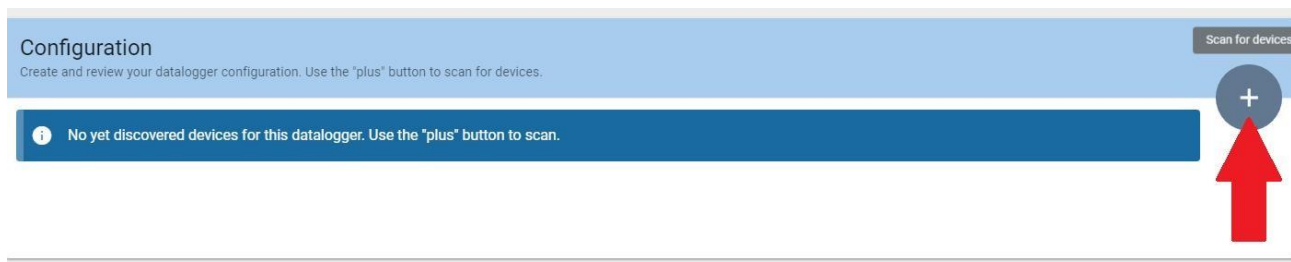 Configuration
Scan for devices
Create and review your datalogger configuration. Use the "plus" button to scan for devices.
No yet discovered devices for this datalogger. Use the "plus" button to scan.